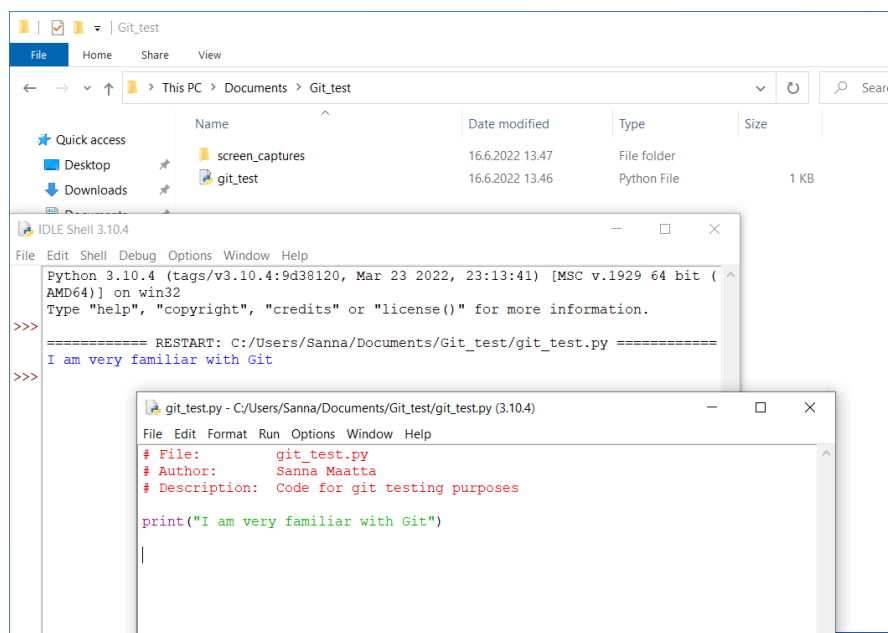 Git_test
File Home Share View
This PC > Documents > Git_test
Sear
Name Date modified Type Size
Quick access
screen_captures 16.6.2022 13.47 File folder
Desktop
git_test 16.6.2022 13.46 Python File 1 KB
Downloads
Documents
IDLE Shell 3.10.4
File Edit Shell Debug Options Window Help
Python 3.10.4 (tags/v3.10.4:9d38120, Mar 23 2022, 23:13:41) [MSC v.1929 64 bit (
AMD64)] on win32
Type "help", "copyright", "credits" or "license()" for more information.
>>>
============ RESTART: C:/Users/Sanna/Documents/Git_test/git_test.py ============
I am very familiar with Git
>>>
git_test.py - C:/Users/Sanna/Documents/Git_test/git_test.py (3.10.4)
File Edit Format Run Options Window Help
# File: git_test.py
# Author: Sanna Maatta
# Description: Code for git testing purposes
print("I am very familiar with Git")